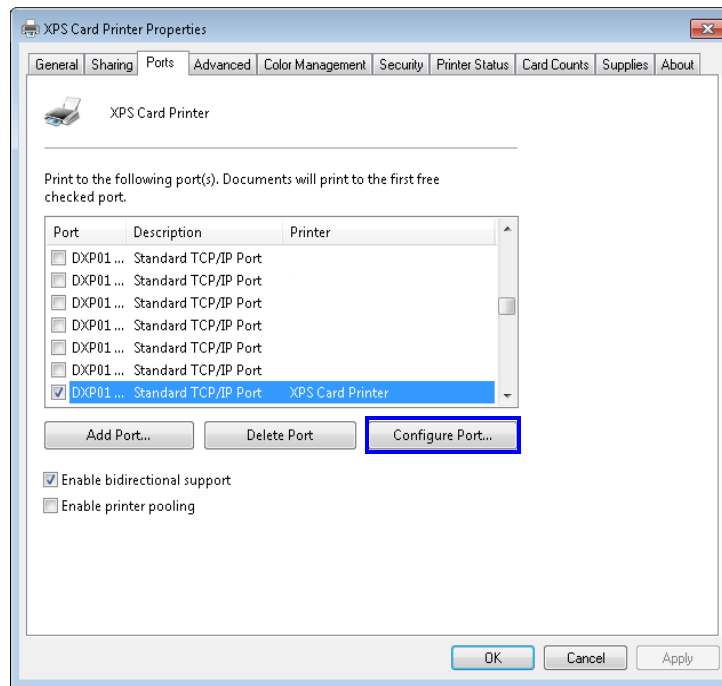 XPS Card Printer Properties
General Sharing Ports Advanced Color Management Security Printer Status Card Counts Supplies About
XPS Card Printer
Print to the following port(s). Documents will print to the first free
checked port.
Port Description Printer
DXP01 ... Standard TCP/IP Port
DXP01 ... Standard TCP/IP Port
DXP01 ... Standard TCP/IP Port
DXP01 ... Standard TCP/IP Port
DXP01 ... Standard TCP/IP Port
DXP01 ... Standard TCP/IP Port
DXP01 ... Standard TCP/IP Port XPS Card Printer
Add Port... Delete Port Configure Port...
Enable bidirectional support
Enable printer pooling
OK Cancel Apply